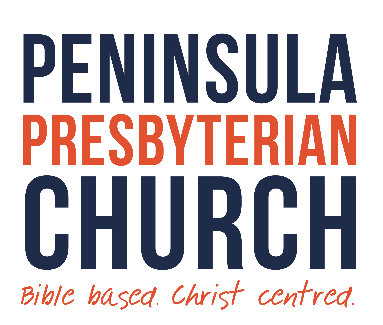 PENINSULA
PRESBYTERIAN
CHURCH
Bible based. Christ centred.